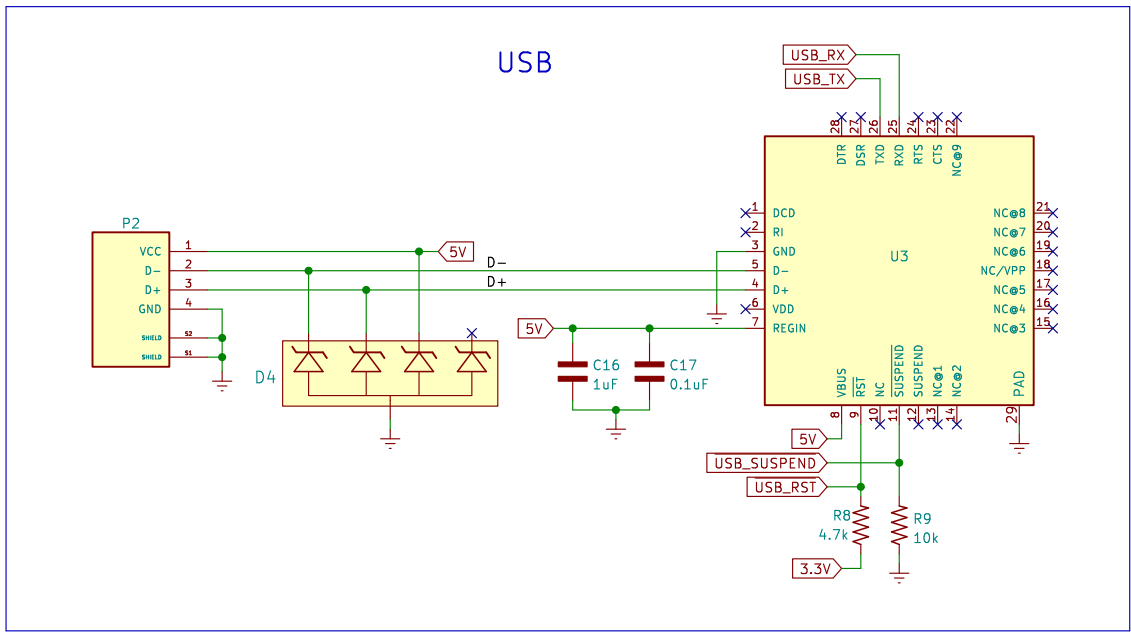 USB
USB_RX
USB_TX
28 27 26 25 24 23 22
DTR DSR TXD RXD RTS CTS NC@9
P2
VCC 1
D- 2
D+ 3
GND 4
SHIELD S2
SHIELD S1
5V
D-
D+
D4
5V
C16
1uF
C17
0.1uF
U3
1 DCD
2 RI
3 GND
5 D-
4 D+
6 VDD
7 REGIN
NC@8 21
NC@7 20
NC@6 19
NC/VPP 18
NC@5 17
NC@4 16
NC@3 15
VBUS RST NC SUSPEND SUSPEND NC@1 NC@2 PAD
8 9 10 11 12 13 14 29
5V
USB_SUSPEND
USB_RST
R8
4.7k
R9
10k
3.3V